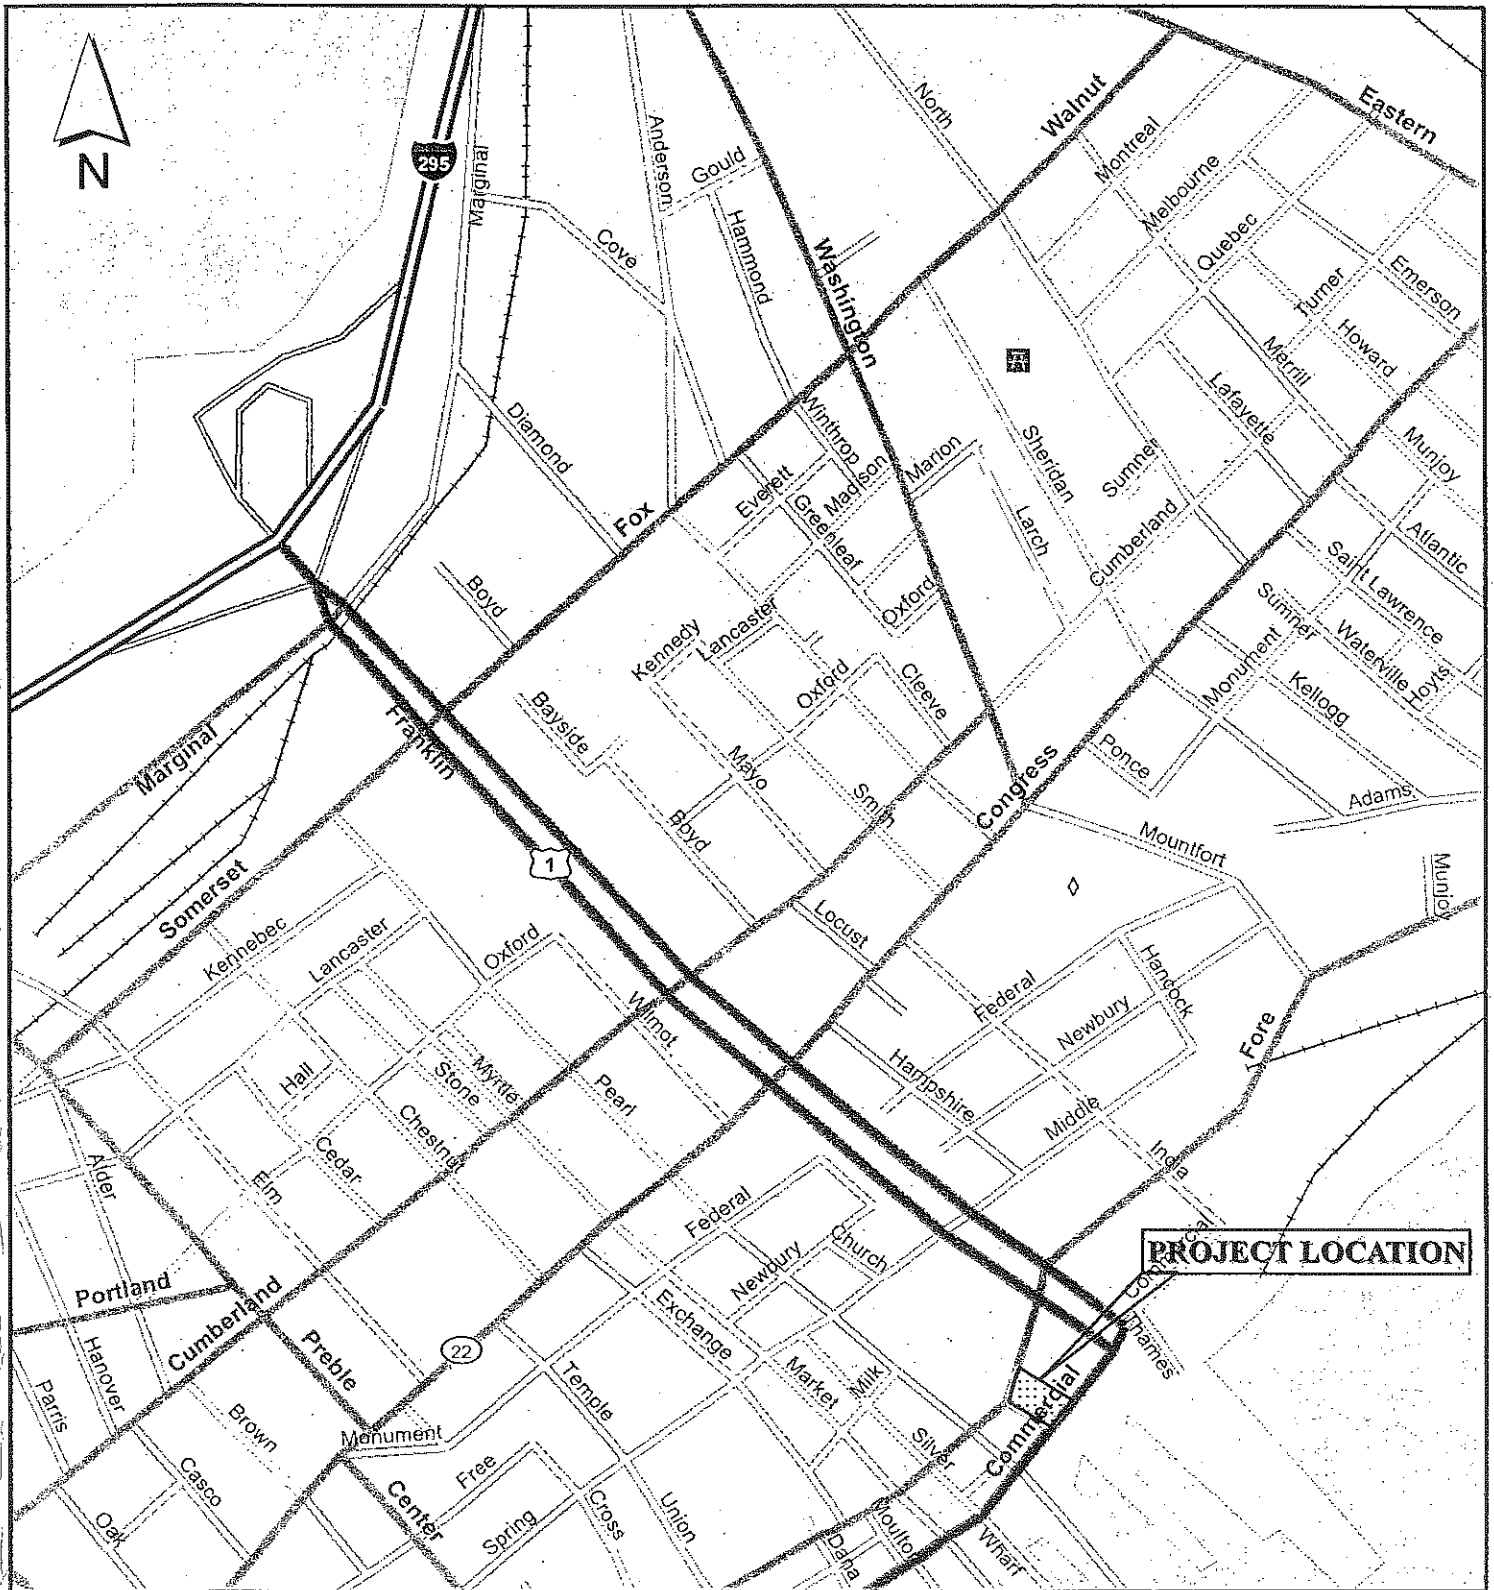 N
295
Marginal
Anderson
Gould
Hammond
Cove
Washington
North
Walnut
Eastern
Montreal
Melbourne
Quebec
Turner
Emerson
Howard
Merrill
Lafayette
Munjoy
Diamond
Fox
Winthrop
Everett
Madison
Marion
Greenleaf
Sheridan
Sumner
Larch
Cumberland
Atlantic
Saint Lawrence
Sumner
Waterville
Hoyts
Monument
Kellogg
Boyd
Kennedy
Lancaster
Oxford
Oxford
Cleeve
Bayside
Mayo
Smith
Boyd
Franklin
Marginal
Congress
Ponce
Adams
Mountfort
Munjoy
1
Somerset
Kennebec
Lancaster
Oxford
Wilmot
Locust
Federal
Hancock
Newbury
Fore
Hampshire
Middle
India
Hall
Stone
Myrtle
Pearl
Chestnut
Cedar
Elm
Alder
Federal
Newbury
Church
Commercial
PROJECT LOCATION
Thames
Portland
Cumberland
Preble
22
Exchange
Market
Milk
Hanover
Parris
Brown
Monument
Temple
Silver
Commercial
Casco
Oak
Center
Free
Spring
Cross
Union
Dana
Moulton
Wharf